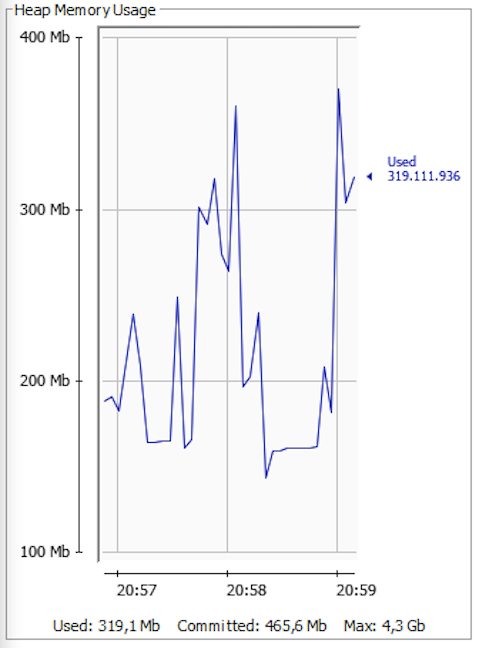 Heap Memory Usage
400 Mb
Used
319.111.936
300 Mb
200 Mb
100 Mb
20:57 20:58 20:59
Used: 319,1 Mb Committed: 465,6 Mb Max: 4,3 Gb